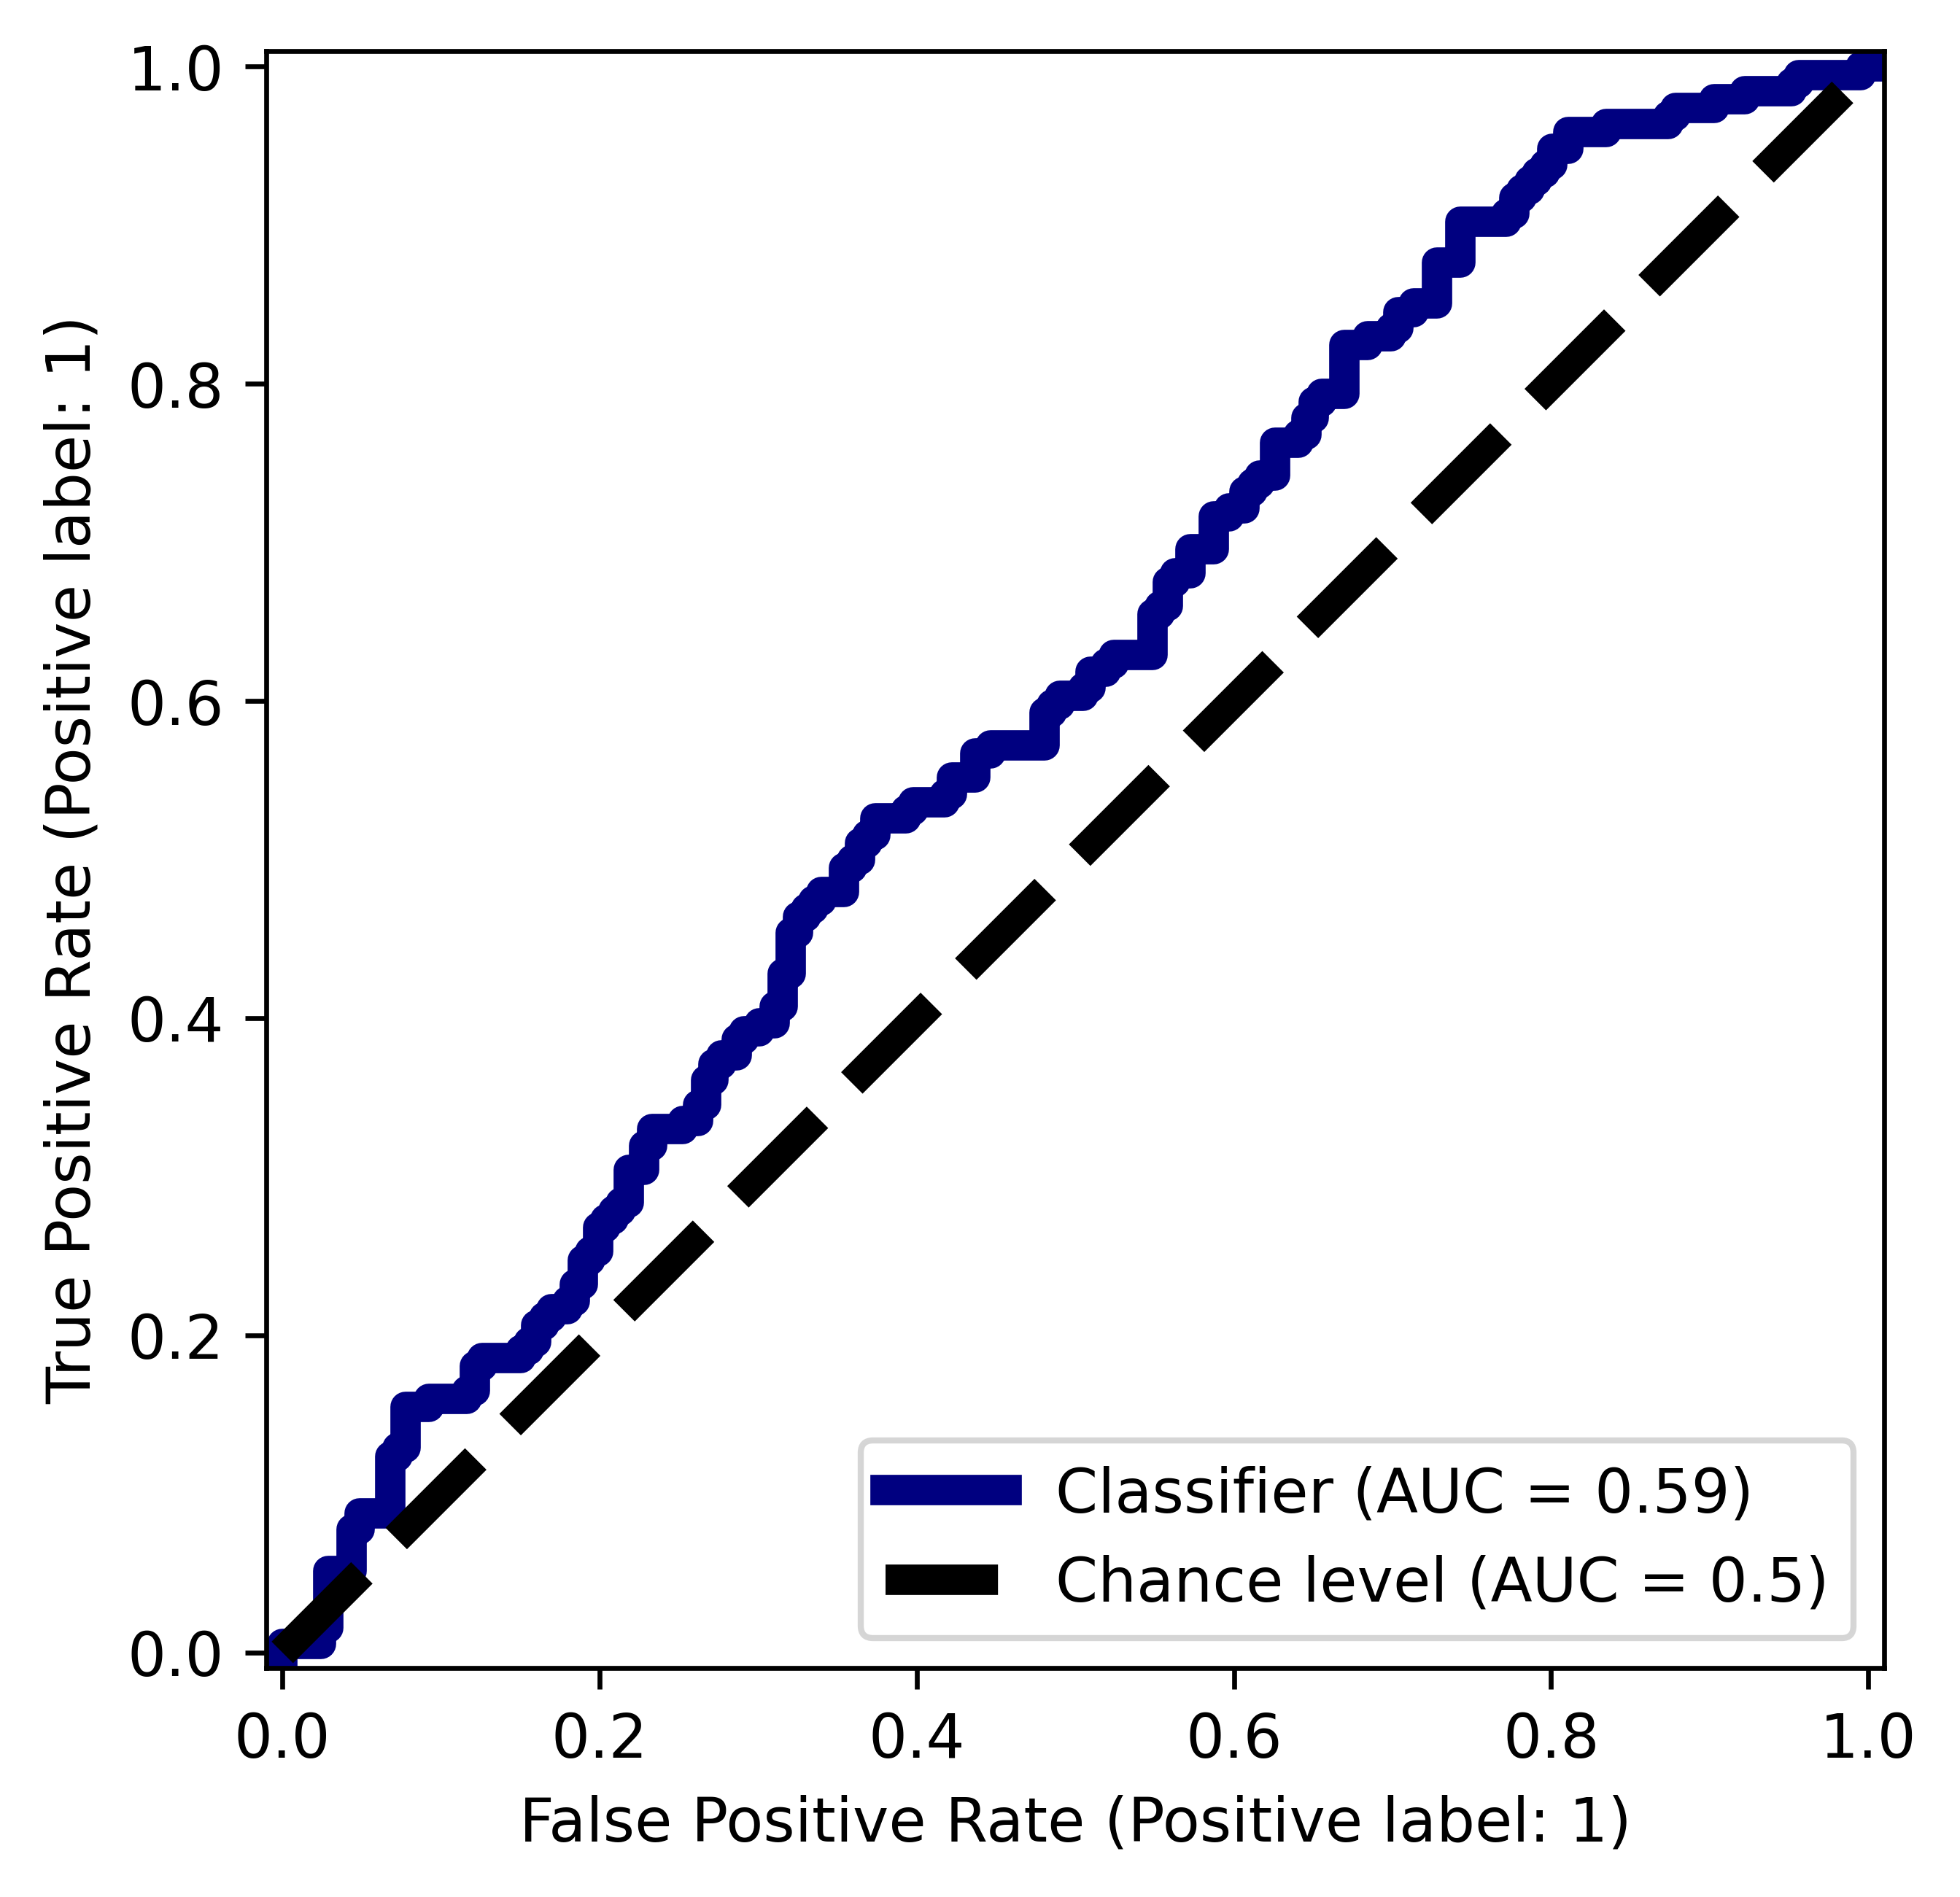 1.0
0.8
0.6
0.4
0.2
0.0
True Positive Rate (Positive label: 1)
Classifier (AUC = 0.59)
Chance level (AUC = 0.5)
0.0 0.2 0.4 0.6 0.8 1.0
False Positive Rate (Positive label: 1)